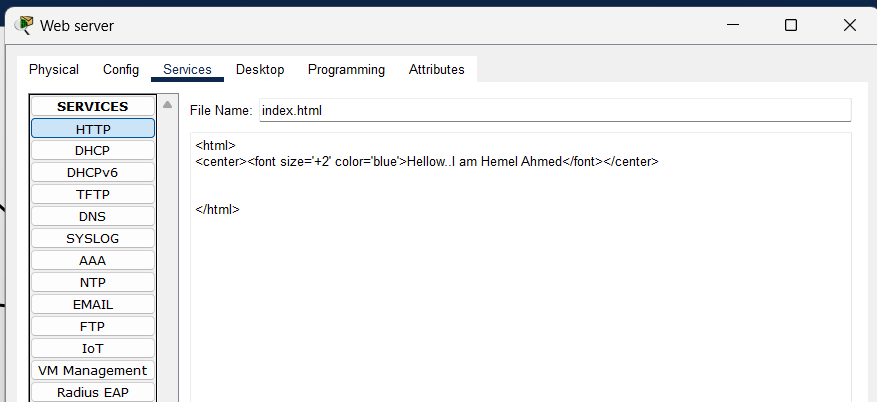 Web server
Physical Config Services Desktop Programming Attributes
SERVICES
HTTP
DHCP
DHCPv6
TFTP
DNS
SYSLOG
AAA
NTP
EMAIL
FTP
IoT
VM Management
Radius EAP
File Name: index.html
<html>
<center><font size='+2' color='blue'>Hellow..I am Hemel Ahmed</font></center>
</html>